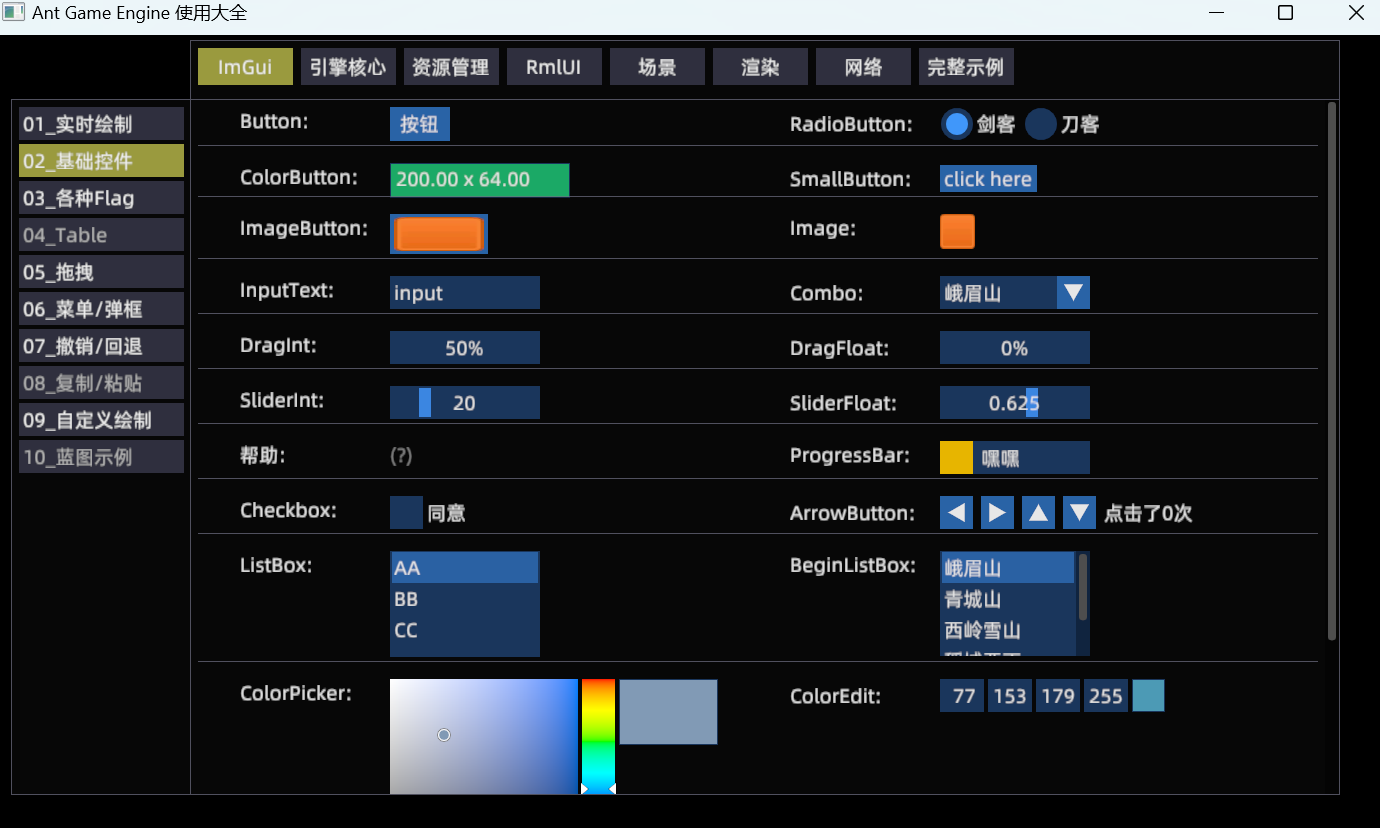 Ant Game Engine 使用大全
ImGui 引擎核心 资源管理 RmlUI 场景 渲染 网络 完整示例
01_实时绘制
02_基础控件
03_各种Flag
04_Table
05_拖拽
06_菜单/弹框
07_撤销/回退
08_复制/粘贴
09_自定义绘制
10_蓝图示例
Button: 按钮 RadioButton: 剑客 刀客
ColorButton: 200.00 x 64.00 SmallButton: click here
ImageButton: Image:
InputText: input Combo: 峨眉山
DragInt: 50% DragFloat: 0%
SliderInt: 20 SliderFloat: 0.625
帮助: (?) ProgressBar: 嘿嘿
Checkbox: 同意 ArrowButton: 点击了0次
ListBox: AA BeginListBox: 峨眉山
BB 青城山
CC 西岭雪山
ColorPicker: ColorEdit: 77 153 179 255